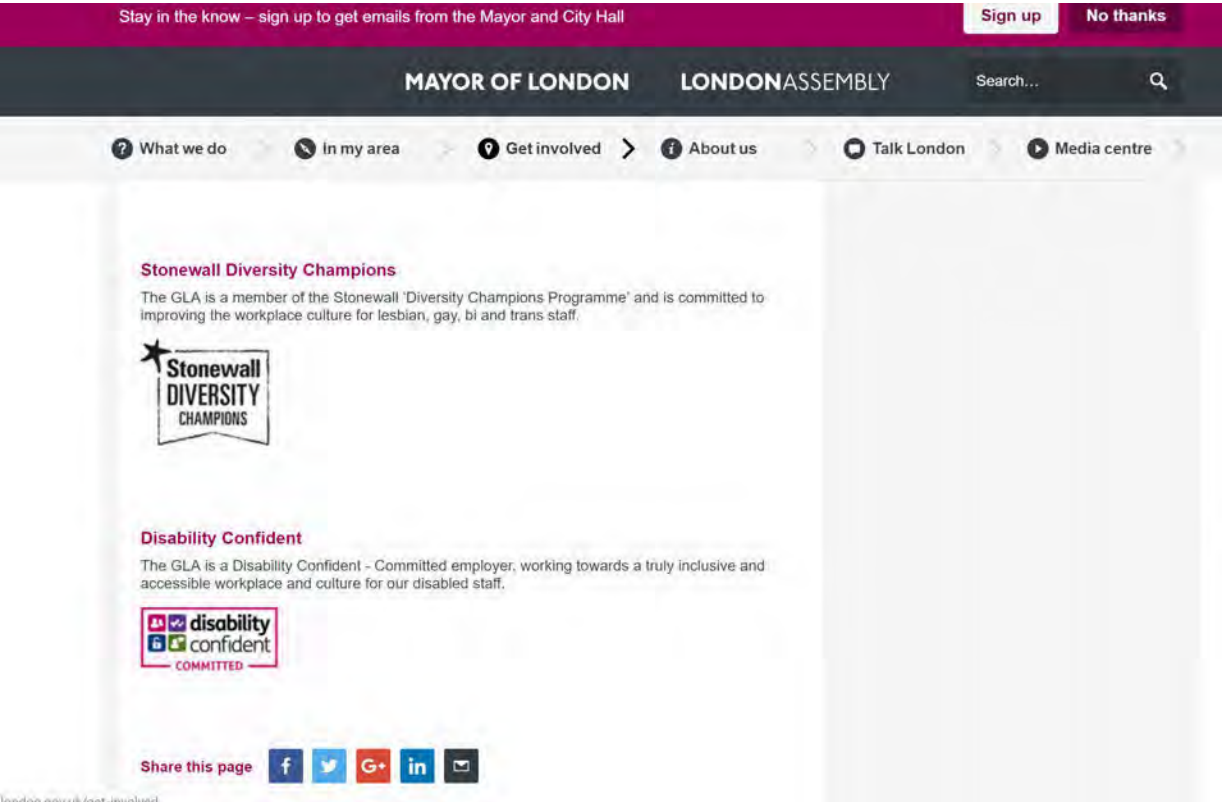 Stay in the know – sign up to get emails from the Mayor and City Hall
Sign up
No thanks
MAYOR OF LONDON
LONDONASSEMBLY
Search...
What we do
In my area
Get involved
About us
Talk London
Media centre
Stonewall Diversity Champions
The GLA is a member of the Stonewall 'Diversity Champions Programme' and is committed to
improving the workplace culture for lesbian, gay, bi and trans staff.
Stonewall
DIVERSITY
CHAMPIONS
Disability Confident
The GLA is a Disability Confident - Committed employer, working towards a truly inclusive and
accessible workplace and culture for our disabled staff.
disability
confident
COMMITTED
Share this page
f
G+
in